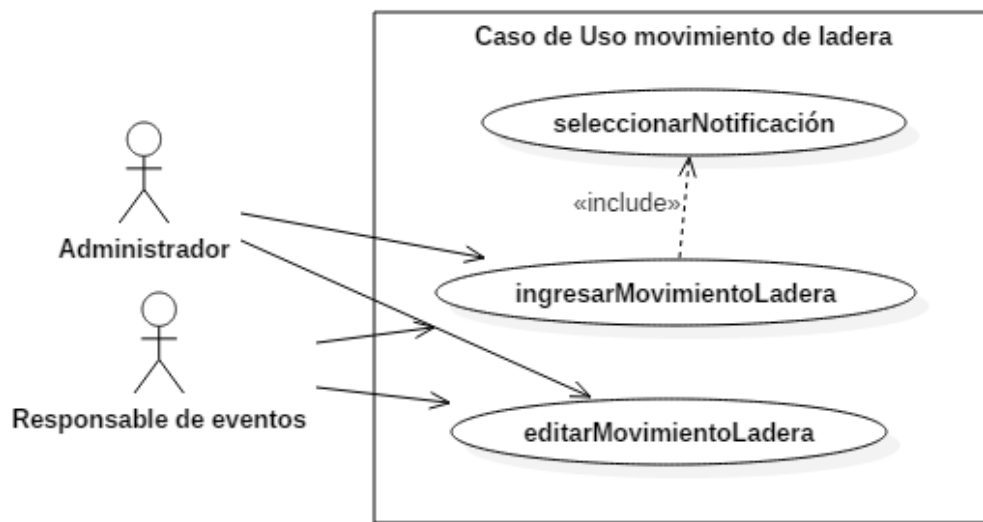 Caso de Uso movimiento de ladera
seleccionarNotificación
«include»
Administrador
ingresarMovimientoLadera
Responsable de eventos
editarMovimientoLadera